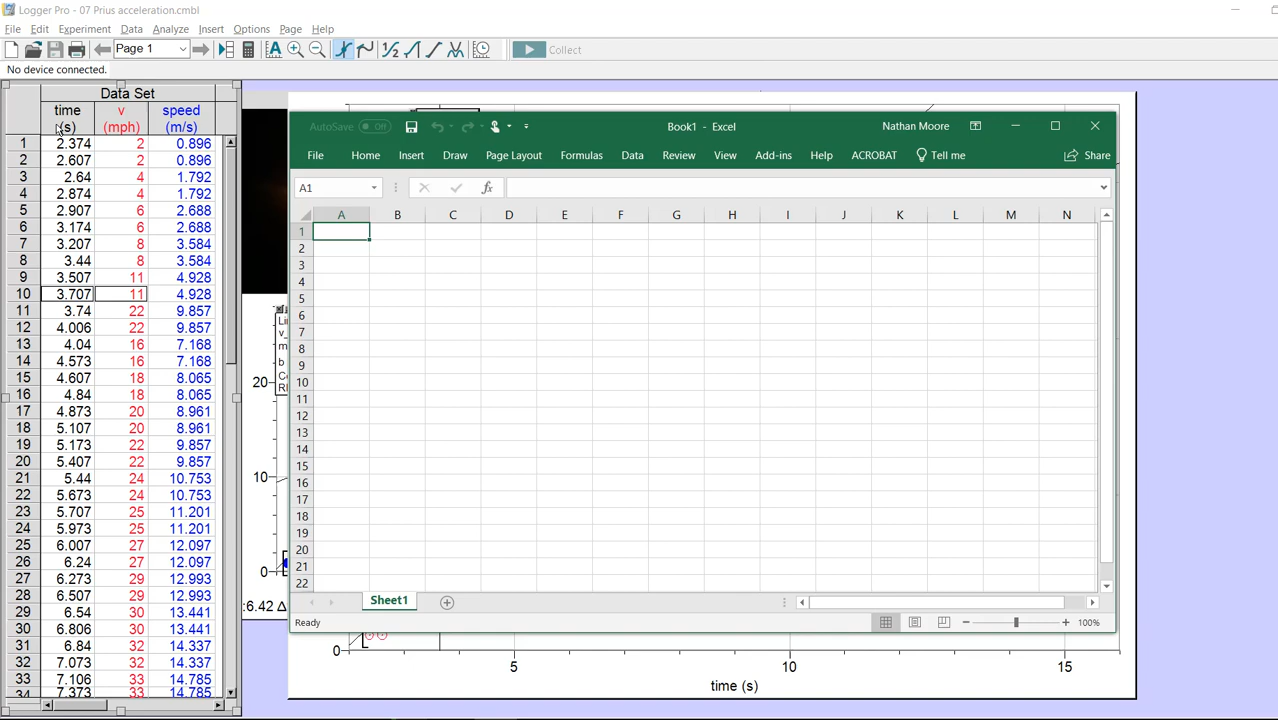 Logger Pro - 07 Prius acceleration.cmbl
File Edit Experiment Data Analyze Insert Options Page Help
Page 1 Collect
No device connected.
Data Set
time (s) v (mph) speed (m/s)
1 2.374 2 0.896
2 2.607 2 0.896
3 2.64 4 1.792
4 2.874 4 1.792
5 2.907 6 2.688
6 3.174 6 2.688
7 3.207 8 3.584
8 3.44 8 3.584
9 3.507 11 4.928
10 3.707 11 4.928
11 3.74 22 9.857
12 4.006 22 9.857
13 4.04 16 7.168
14 4.573 16 7.168
15 4.607 18 8.065
16 4.84 18 8.065
17 4.873 20 8.961
18 5.107 20 8.961
19 5.173 22 9.857
20 5.407 22 9.857
21 5.44 24 10.753
22 5.673 24 10.753
23 5.707 25 11.201
24 5.973 25 11.201
25 6.007 27 12.097
26 6.24 27 12.097
27 6.273 29 12.993
28 6.507 29 12.993
29 6.54 30 13.441
30 6.806 30 13.441
31 6.84 32 14.337
32 7.073 32 14.337
33 7.106 33 14.785
34 7.373 33 14.785
20
10
0
:6.42 Δ
AutoSave Off Book1 - Excel Nathan Moore
File Home Insert Draw Page Layout Formulas Data Review View Add-ins Help ACROBAT Tell me Share
A1 fx
A B C D E F G H I J K L M N
1
2
3
4
5
6
7
8
9
10
11
12
13
14
15
16
17
18
19
20
21
22
Sheet1
Ready 100%
0
5 10 15
time (s)